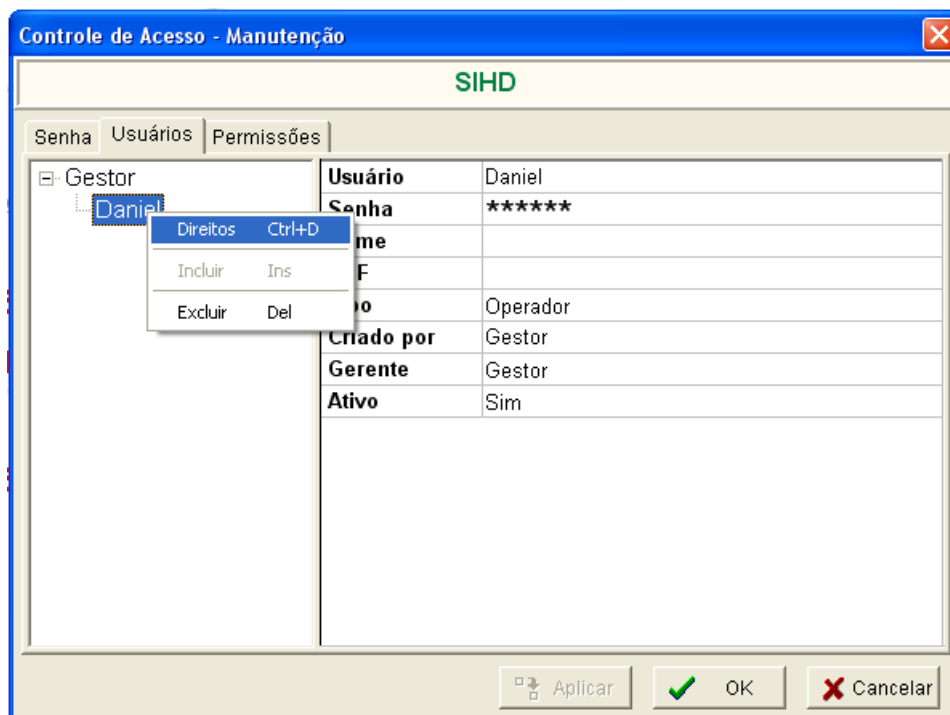 Controle de Acesso - Manutenção
SIHD
Senha Usuários Permissões
Gestor
Daniel
Direitos Ctrl+D
Incluir Ins
Excluir Del
Usuário Daniel
Senha ******
me
F
o Operador
Criado por Gestor
Gerente Gestor
Ativo Sim
Aplicar OK Cancelar